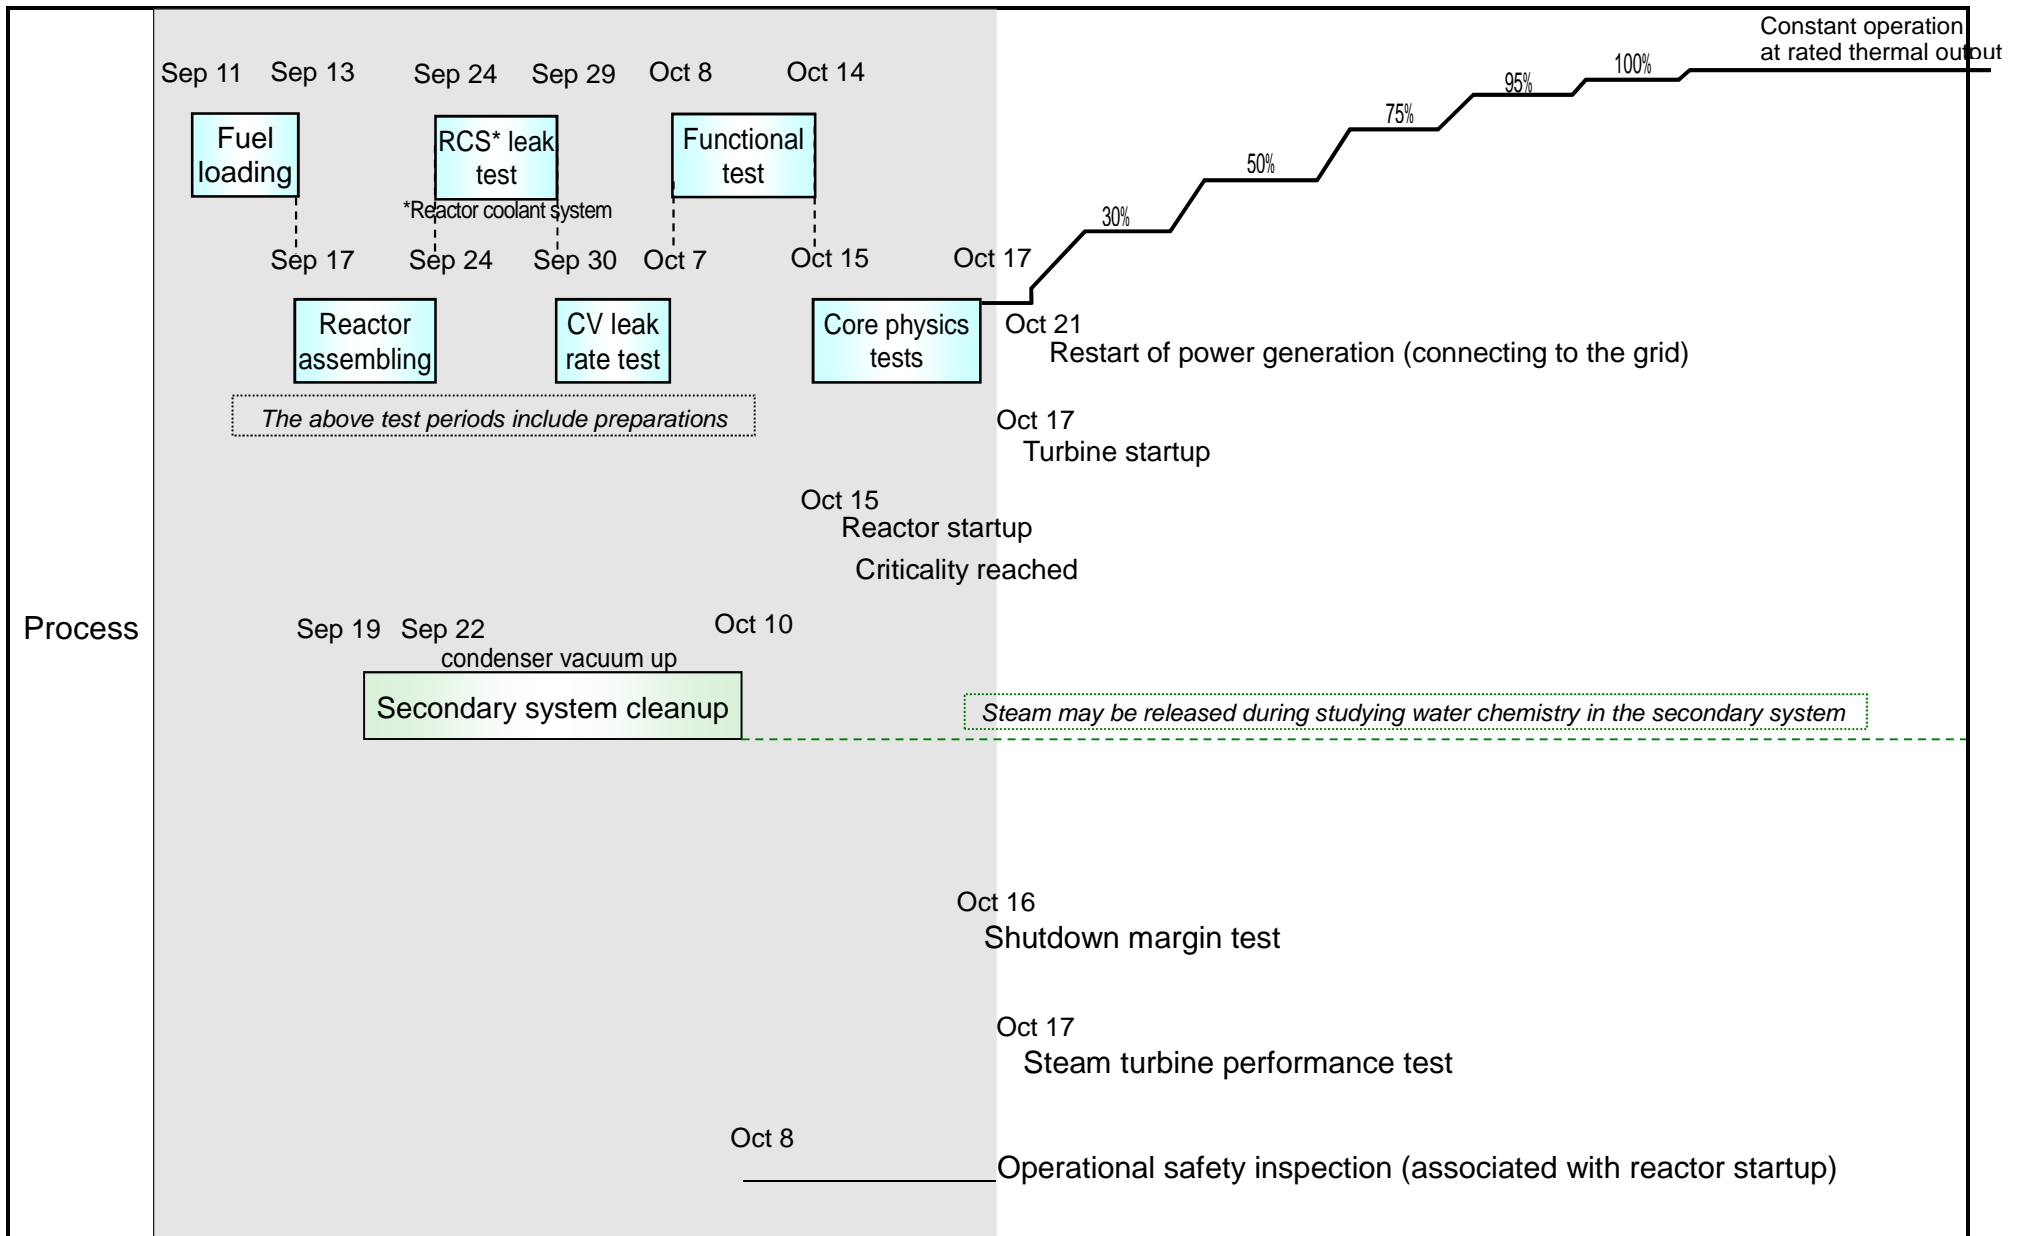 Constant operation
at rated thermal output
100%
95%
75%
50%
30%
Sep 11 Sep 13 Sep 24 Sep 29 Oct 8 Oct 14
Fuel
loading
RCS* leak
test
Functional
test
*Reactor coolant system
Sep 17 Sep 24 Sep 30 Oct 7 Oct 15 Oct 17
Reactor
assembling
CV leak
rate test
Core physics
tests
Oct 21
Restart of power generation (connecting to the grid)
The above test periods include preparations
Oct 17
Turbine startup
Oct 15
Reactor startup
Criticality reached
Process
Sep 19 Sep 22 Oct 10
condenser vacuum up
Secondary system cleanup
Steam may be released during studying water chemistry in the secondary system
Oct 16
Shutdown margin test
Oct 17
Steam turbine performance test
Oct 8
Operational safety inspection (associated with reactor startup)